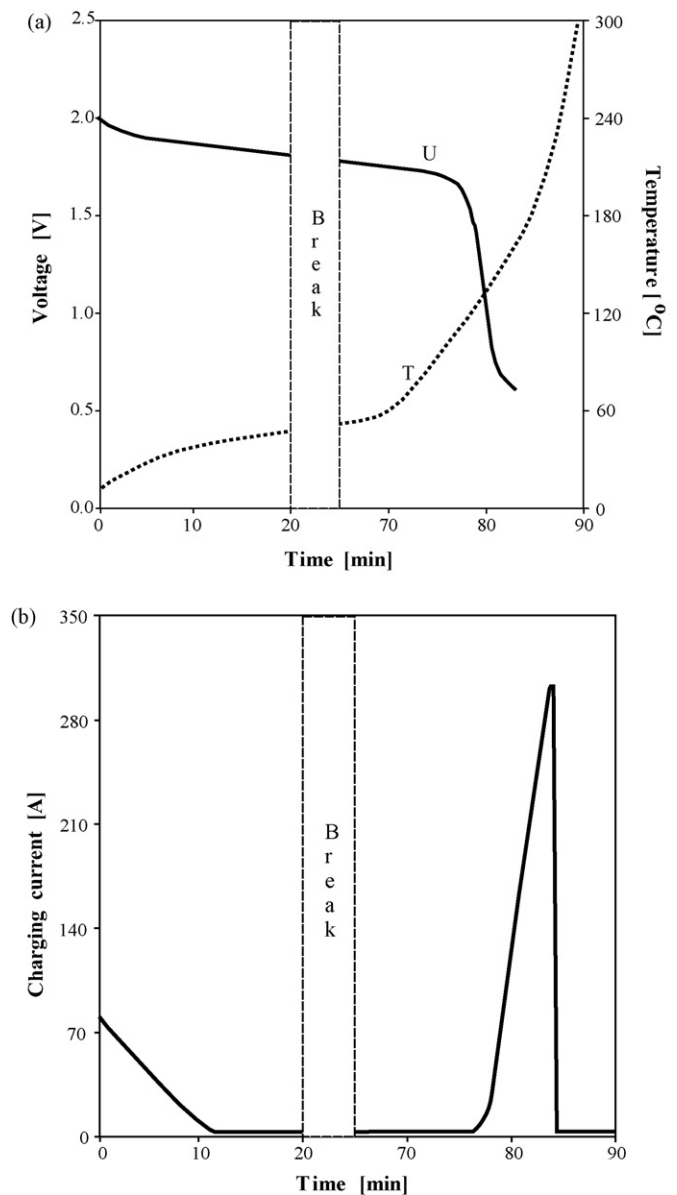 (a)
2.5
2.0
1.5
1.0
0.5
0.0
Voltage [V]
300
240
180
120
60
0
Temperature [ ⁰C]
U
T
B
r
e
a
k
0 10 20 70 80 90
Time [min]
(b)
350
280
210
140
70
0
Charging current [A]
B
r
e
a
k
0 10 20 70 80 90
Time [min]